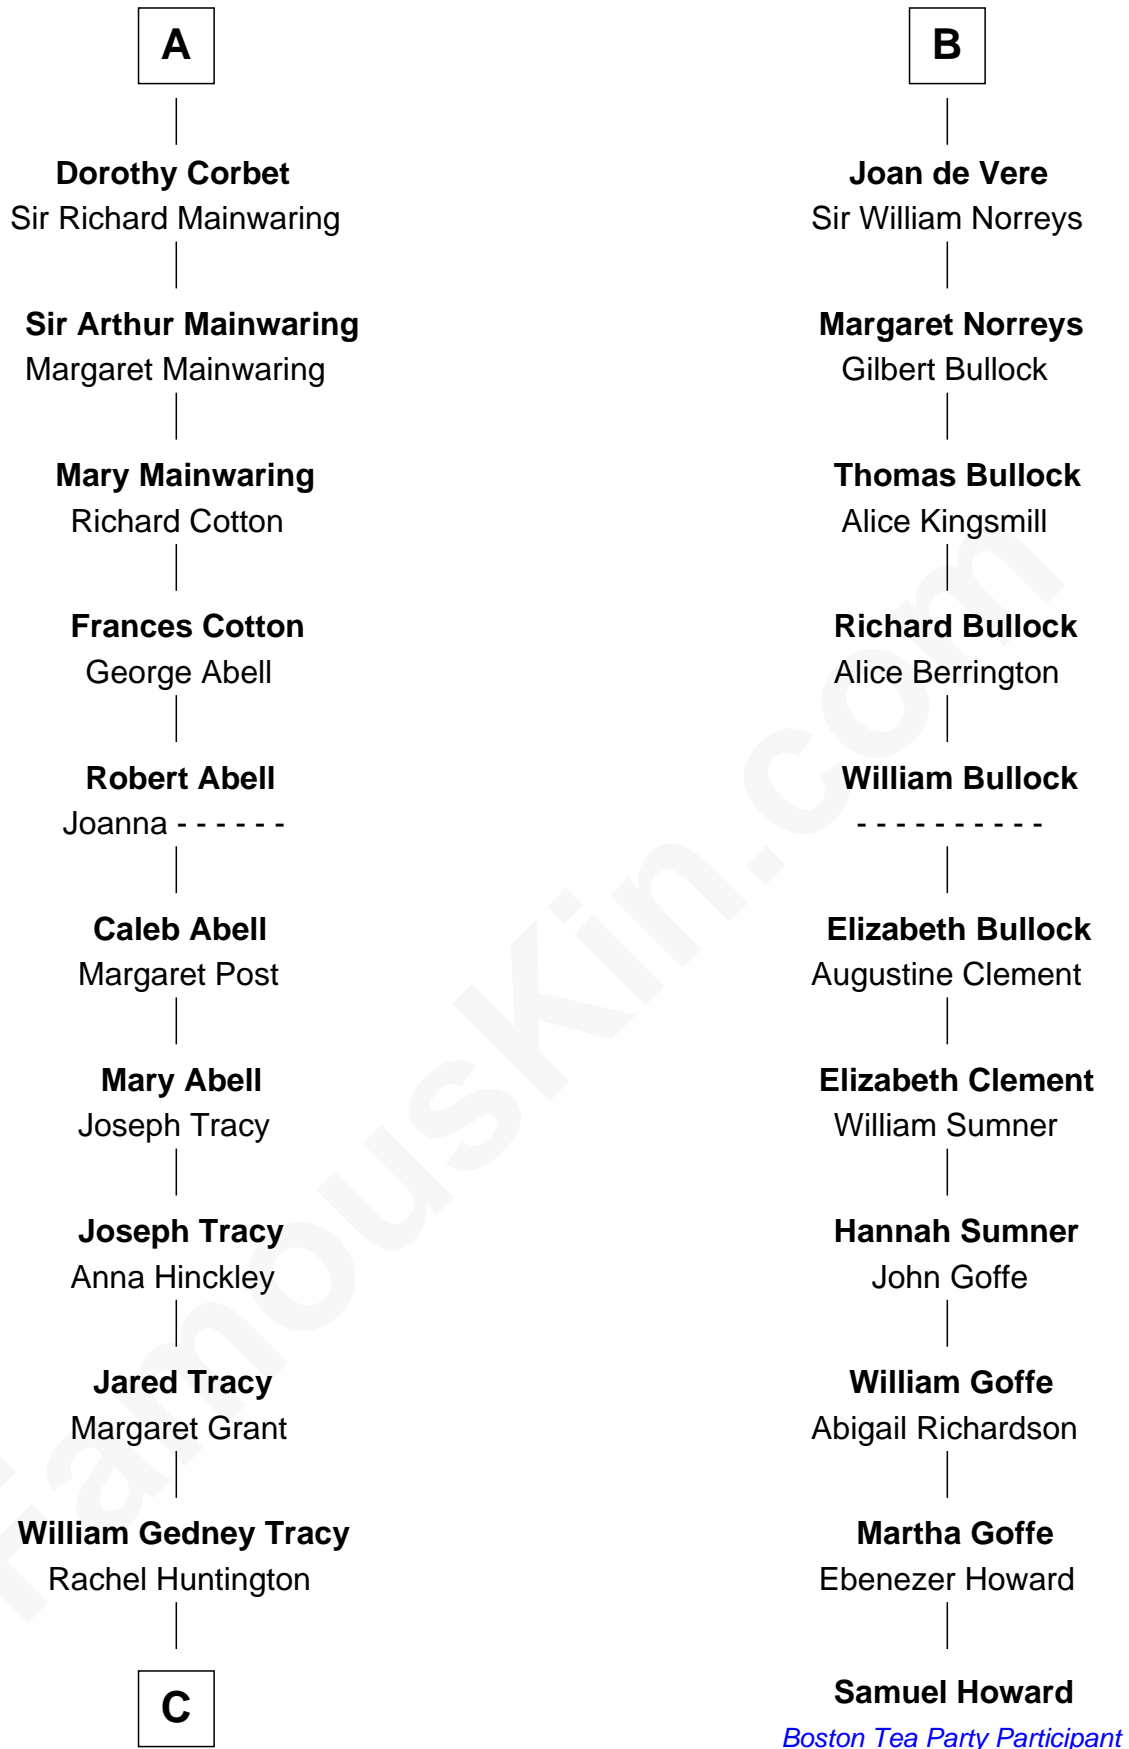 A
Dorothy Corbet
Sir Richard Mainwaring
Sir Arthur Mainwaring
Margaret Mainwaring
Mary Mainwaring
Richard Cotton
Frances Cotton
George Abell
Robert Abell
Joanna - - - - - -
Caleb Abell
Margaret Post
Mary Abell
Joseph Tracy
Joseph Tracy
Anna Hinckley
Jared Tracy
Margaret Grant
William Gedney Tracy
Rachel Huntington
C
B
Joan de Vere
Sir William Norreys
Margaret Norreys
Gilbert Bullock
Thomas Bullock
Alice Kingsmill
Richard Bullock
Alice Berrington
William Bullock
- - - - - - - - - -
Elizabeth Bullock
Augustine Clement
Elizabeth Clement
William Sumner
Hannah Sumner
John Goffe
William Goffe
Abigail Richardson
Martha Goffe
Ebenezer Howard
Samuel Howard
Boston Tea Party Participant
FamousKin.com